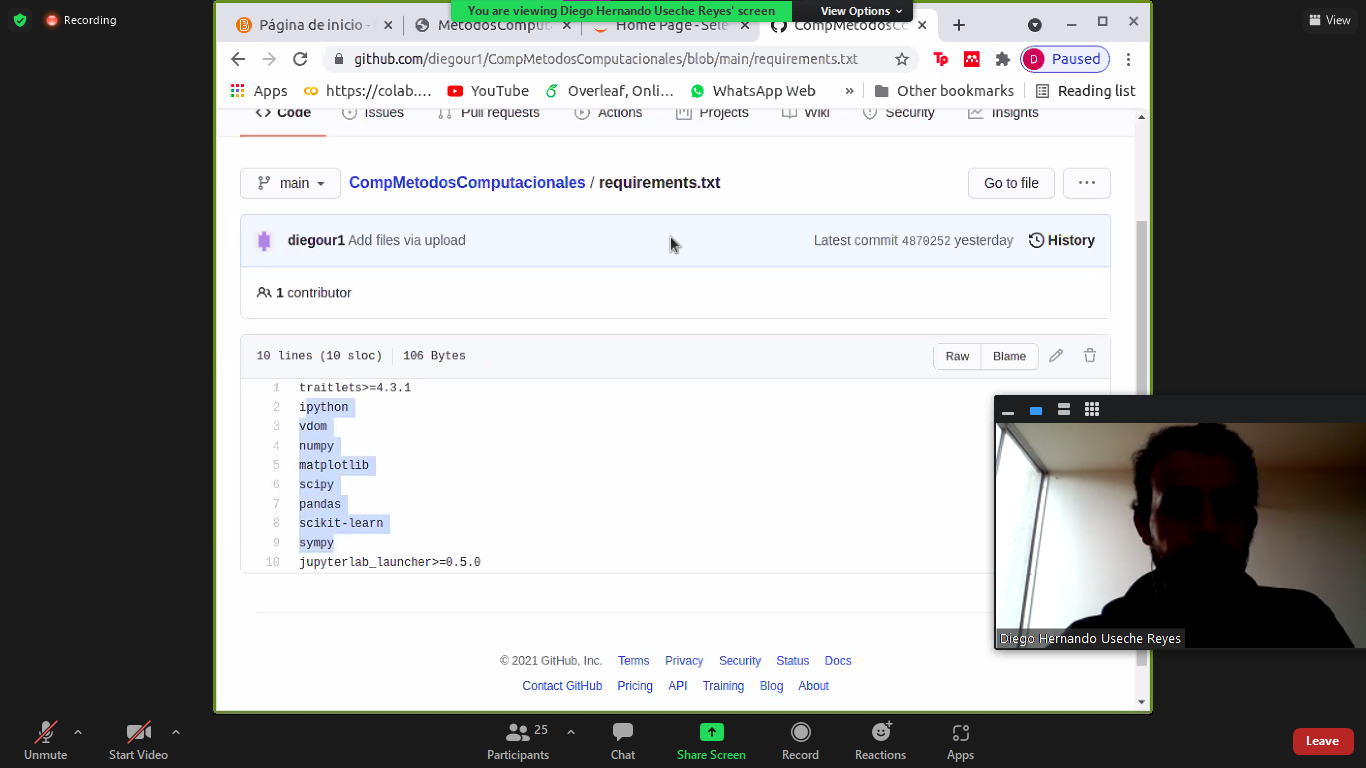 Recording
You are viewing Diego Hernando Useche Reyes' screen
View Options
View
Página de inicio -
MetodosComputa
Home Page - Sele
CompMetodosCo
github.com/diegour1/CompMetodosComputacionales/blob/main/requirements.txt
D Paused
Apps
https://colab....
YouTube
Overleaf, Onli...
WhatsApp Web
»
Other bookmarks
Reading list
<> Code
Issues
Pull requests
Actions
Projects
Wiki
Security
Insights
main
CompMetodosComputacionales / requirements.txt
Go to file
...
diegour1 Add files via upload
Latest commit 4870252 yesterday
History
1 contributor
10 lines (10 sloc) 106 Bytes
Raw
Blame
1 traitlets>=4.3.1
2 ipython
3 vdom
4 numpy
5 matplotlib
6 scipy
7 pandas
8 scikit-learn
9 sympy
10 jupyterlab_launcher>=0.5.0
Diego Hernando Useche Reyes
© 2021 GitHub, Inc. Terms Privacy Security Status Docs
Contact GitHub Pricing API Training Blog About
Unmute
Start Video
25
Participants
Chat
Share Screen
Record
Reactions
Apps
Leave